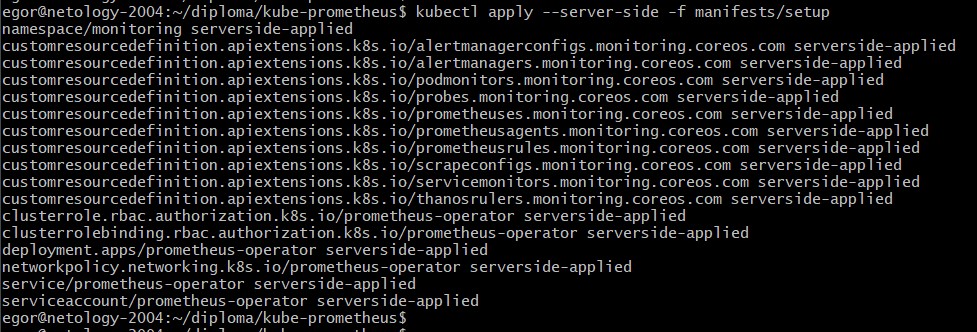 egor@netology-2004:~/diploma/kube-prometheus$ kubectl apply --server-side -f manifests/setup
namespace/monitoring serverside-applied
customresourcedefinition.apiextensions.k8s.io/alertmanagerconfigs.monitoring.coreos.com serverside-applied
customresourcedefinition.apiextensions.k8s.io/alertmanagers.monitoring.coreos.com serverside-applied
customresourcedefinition.apiextensions.k8s.io/podmonitors.monitoring.coreos.com serverside-applied
customresourcedefinition.apiextensions.k8s.io/probes.monitoring.coreos.com serverside-applied
customresourcedefinition.apiextensions.k8s.io/prometheuses.monitoring.coreos.com serverside-applied
customresourcedefinition.apiextensions.k8s.io/prometheusagents.monitoring.coreos.com serverside-applied
customresourcedefinition.apiextensions.k8s.io/prometheusrules.monitoring.coreos.com serverside-applied
customresourcedefinition.apiextensions.k8s.io/scrapeconfigs.monitoring.coreos.com serverside-applied
customresourcedefinition.apiextensions.k8s.io/servicemonitors.monitoring.coreos.com serverside-applied
customresourcedefinition.apiextensions.k8s.io/thanosrulers.monitoring.coreos.com serverside-applied
clusterrole.rbac.authorization.k8s.io/prometheus-operator serverside-applied
clusterrolebinding.rbac.authorization.k8s.io/prometheus-operator serverside-applied
deployment.apps/prometheus-operator serverside-applied
networkpolicy.networking.k8s.io/prometheus-operator serverside-applied
service/prometheus-operator serverside-applied
serviceaccount/prometheus-operator serverside-applied
egor@netology-2004:~/diploma/kube-prometheus$
egor@netology-2004:~/diploma/kube-prometheus$